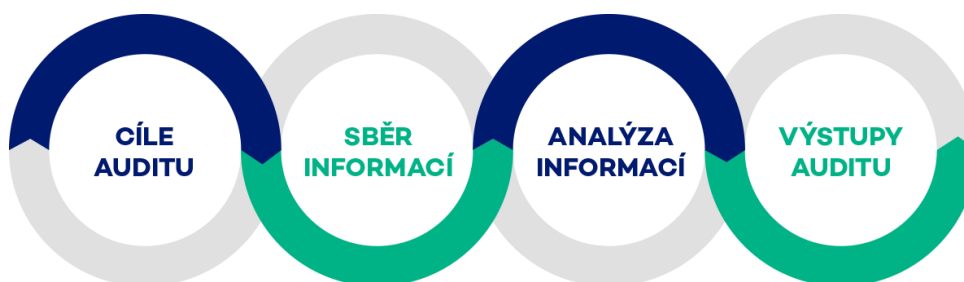 CÍLE
AUDITU
SBĚR
INFORMACÍ
ANALÝZA
INFORMACÍ
VÝSTUPY
AUDITU